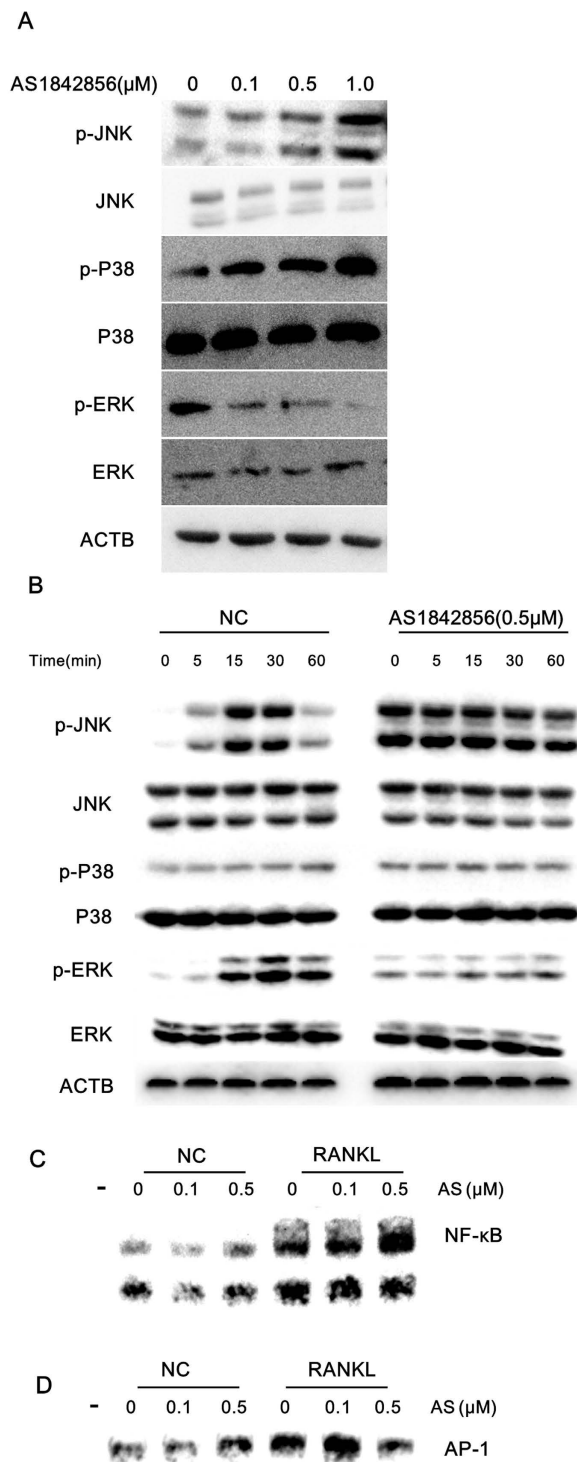 A
AS1842856(μM) 0 0.1 0.5 1.0
p-JNK
JNK
p-P38
P38
p-ERK
ERK
ACTB
B
NC AS1842856(0.5μM)
Time(min) 0 5 15 30 60 0 5 15 30 60
p-JNK
JNK
p-P38
P38
p-ERK
ERK
ACTB
C
NC RANKL
- 0 0.1 0.5 0 0.1 0.5 AS (μM)
NF-κB
D
NC RANKL
- 0 0.1 0.5 0 0.1 0.5 AS (μM)
AP-1